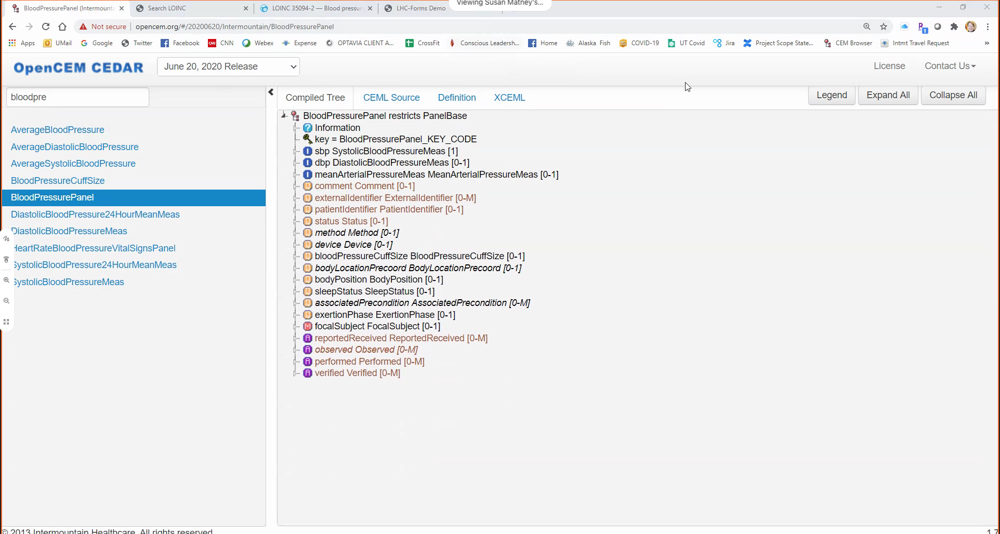 Viewing Susan Matney's...
BloodPressurePanel (Intermounta
Search LOINC
LOINC 35094-2 — Blood pressur
LHC-Forms Demo
Not secure
opencem.org/#/20200620/Intermountain/BloodPressurePanel
Apps UMail Google Twitter Facebook CNN Webex Expense OPTAVIA CLIENT A... CrossFit Conscious Leadersh... Home Alaska Fish COVID-19 UT Covid Jira Project Scope State... CEM Browser Intmt Travel Request »
OpenCEM CEDAR
June 20, 2020 Release
License
Contact Us
bloodpre
Compiled Tree
CEML Source
Definition
XCEML
Legend
Expand All
Collapse All
AverageBloodPressure
AverageDiastolicBloodPressure
AverageSystolicBloodPressure
BloodPressureCuffSize
BloodPressurePanel
DiastolicBloodPressure24HourMeanMeas
DiastolicBloodPressureMeas
HeartRateBloodPressureVitalSignsPanel
SystolicBloodPressure24HourMeanMeas
SystolicBloodPressureMeas
BloodPressurePanel restricts PanelBase
Information
key = BloodPressurePanel_KEY_CODE
sbp SystolicBloodPressureMeas [1]
dbp DiastolicBloodPressureMeas [0-1]
meanArterialPressureMeas MeanArterialPressureMeas [0-1]
comment Comment [0-1]
externalIdentifier ExternalIdentifier [0-M]
patientIdentifier PatientIdentifier [0-1]
status Status [0-1]
method Method [0-1]
device Device [0-1]
bloodPressureCuffSize BloodPressureCuffSize [0-1]
bodyLocationPrecoord BodyLocationPrecoord [0-1]
bodyPosition BodyPosition [0-1]
sleepStatus SleepStatus [0-1]
associatedPrecondition AssociatedPrecondition [0-M]
exertionPhase ExertionPhase [0-1]
focalSubject FocalSubject [0-1]
reportedReceived ReportedReceived [0-M]
observed Observed [0-M]
performed Performed [0-M]
verified Verified [0-M]
© 2013 Intermountain Healthcare. All rights reserved
1.7